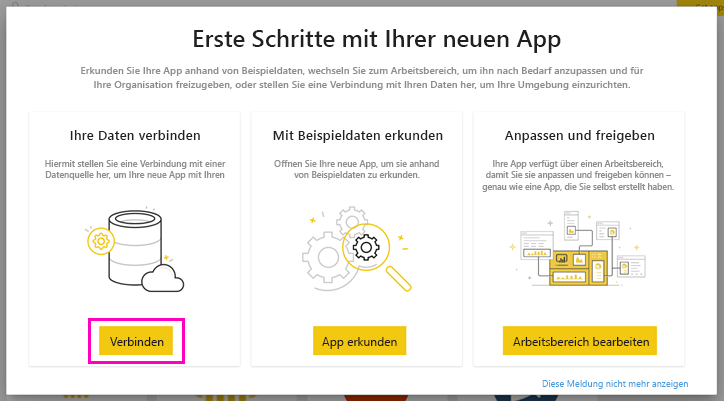 Erste Schritte mit Ihrer neuen App
Erkunden Sie Ihre App anhand von Beispieldaten, wechseln Sie zum Arbeitsbereich, um ihn nach Bedarf anzupassen und für
Ihre Organisation freizugeben, oder stellen Sie eine Verbindung mit Ihren Daten her, um Ihre Umgebung einzurichten.
Ihre Daten verbinden
Hiermit stellen Sie eine Verbindung mit einer
Datenquelle her, um Ihre neue App mit Ihren
Verbinden
Mit Beispieldaten erkunden
Öffnen Sie Ihre neue App, um sie anhand
von Beispieldaten zu erkunden.
App erkunden
Anpassen und freigeben
Ihre App verfügt über einen Arbeitsbereich,
damit Sie sie anpassen und freigeben können –
genau wie eine App, die Sie selbst erstellt haben.
Arbeitsbereich bearbeiten
Diese Meldung nicht mehr anzeigen